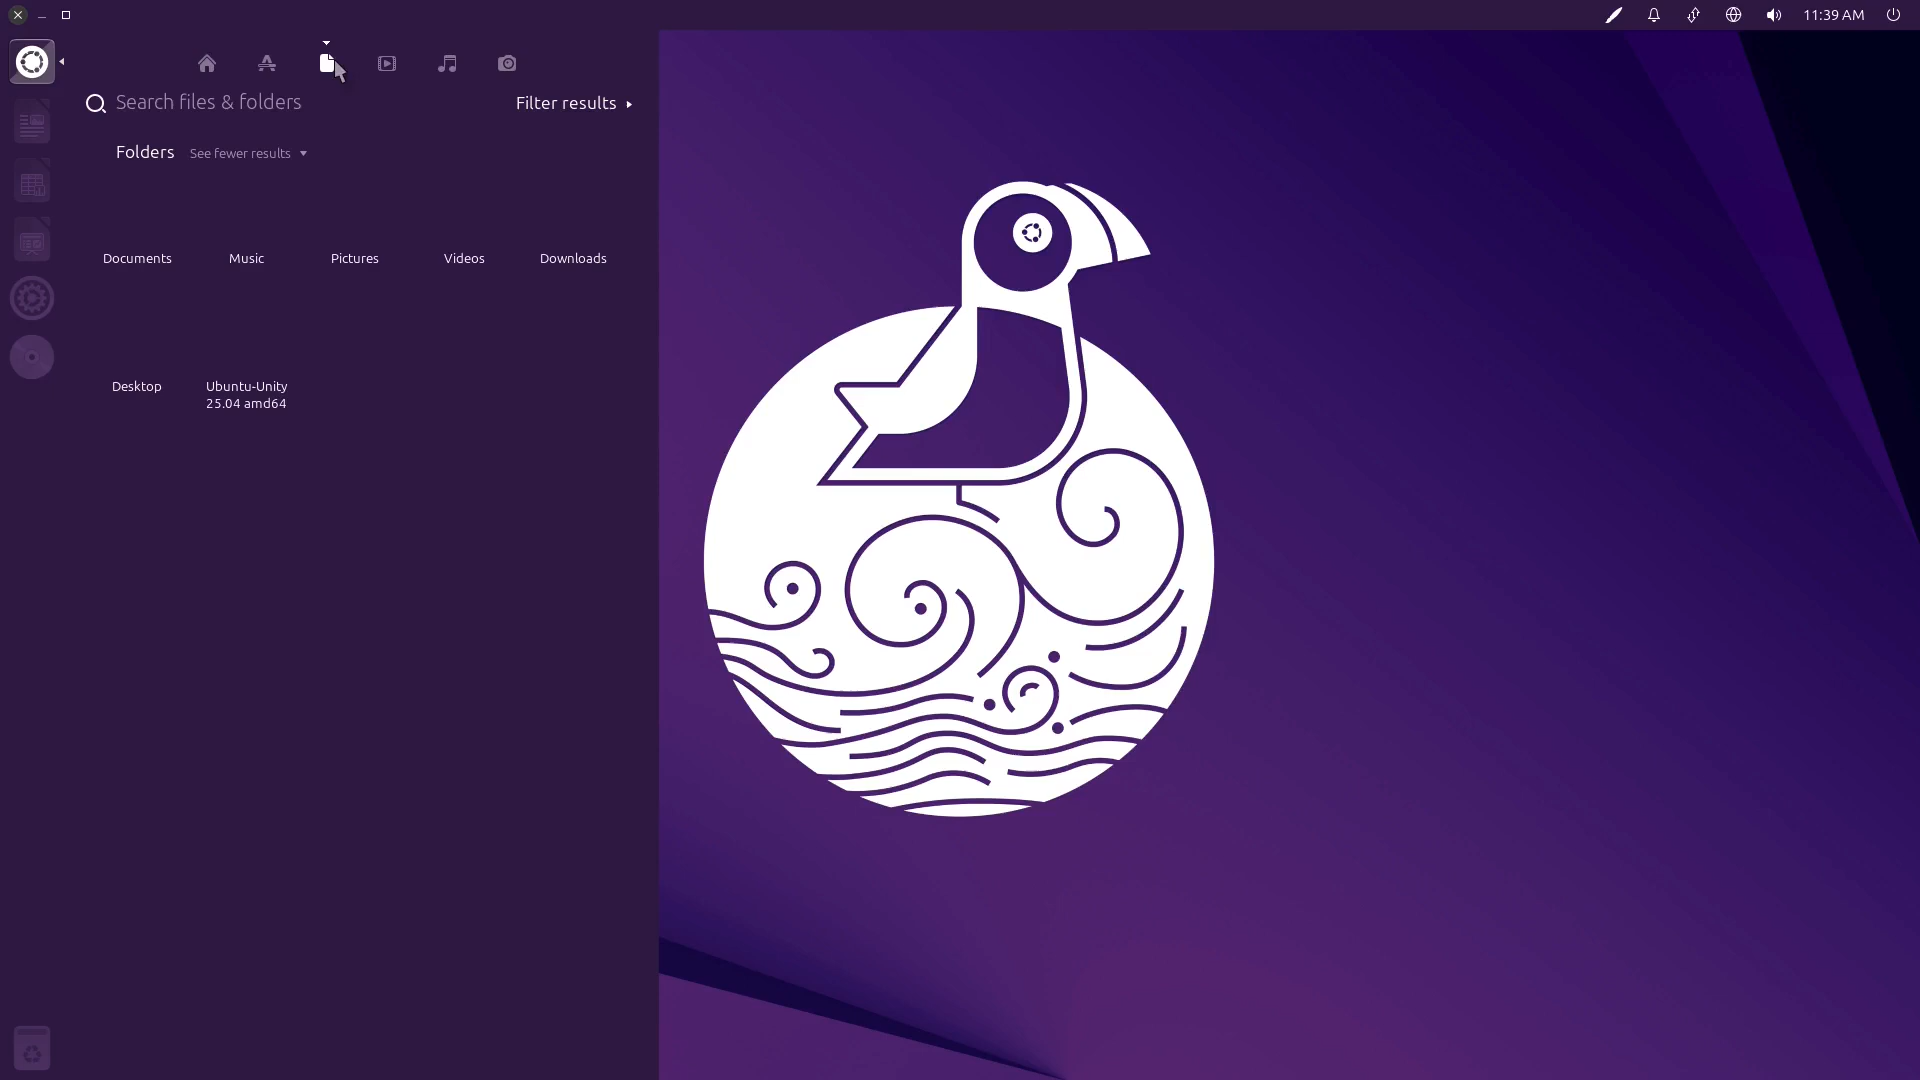 11:39 AM
Search files & folders
Filter results
Folders See fewer results
Documents Music Pictures Videos Downloads
Desktop Ubuntu-Unity
25.04 amd64